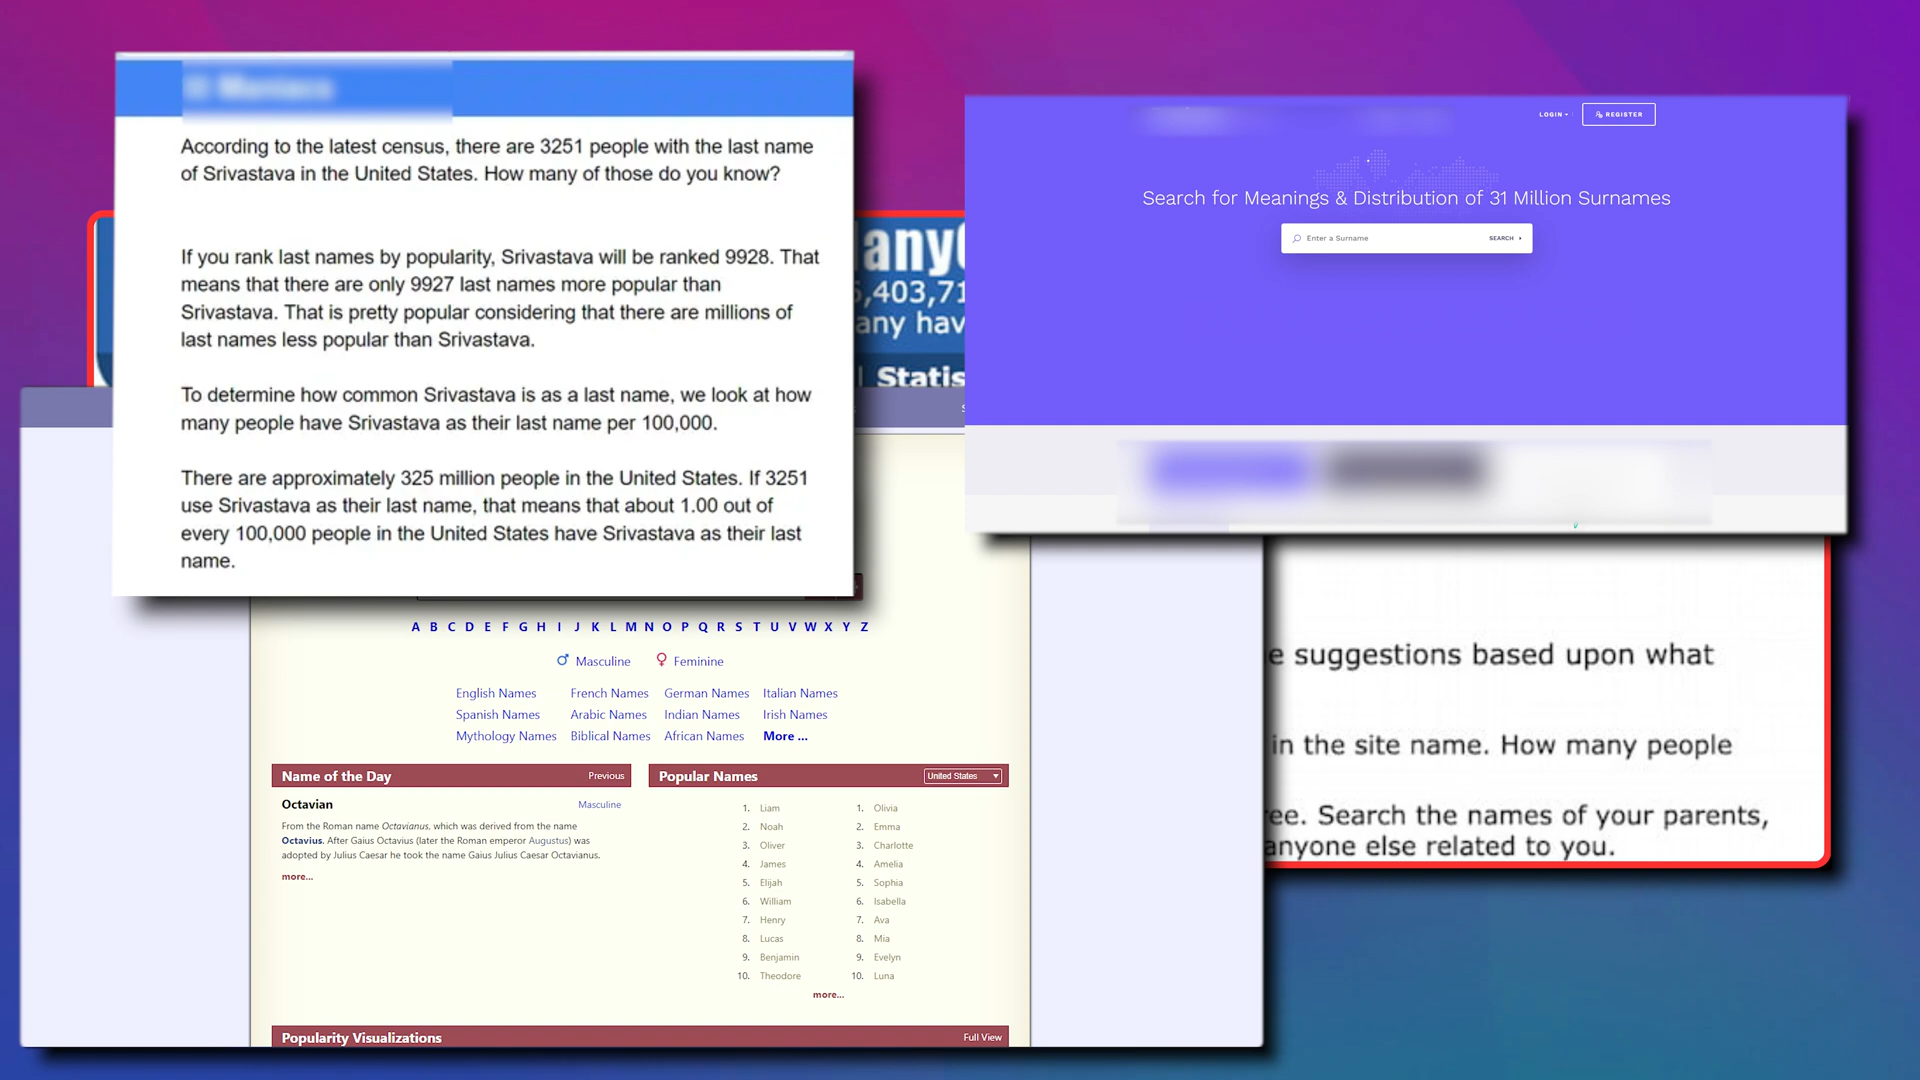 According to the latest census, there are 3251 people with the last name
of Srivastava in the United States. How many of those do you know?
If you rank last names by popularity, Srivastava will be ranked 9928. That
means that there are only 9927 last names more popular than
Srivastava. That is pretty popular considering that there are millions of
last names less popular than Srivastava.
To determine how common Srivastava is as a last name, we look at how
many people have Srivastava as their last name per 100,000.
There are approximately 325 million people in the United States. If 3251
use Srivastava as their last name, that means that about 1.00 out of
every 100,000 people in the United States have Srivastava as their last
name.
LOGIN
REGISTER
Search for Meanings & Distribution of 31 Million Surnames
Enter a Surname
SEARCH
,403,71
any hav
Statis
A B C D E F G H I J K L M N O P Q R S T U V W X Y Z
Masculine Feminine
English Names French Names German Names Italian Names
Spanish Names Arabic Names Indian Names Irish Names
Mythology Names Biblical Names African Names More ...
Name of the Day Previous
Octavian Masculine
From the Roman name Octavianus, which was derived from the name
Octavius. After Gaius Octavius (later the Roman emperor Augustus) was
adopted by Julius Caesar he took the name Gaius Julius Caesar Octavianus.
more...
Popular Names United States
1. Liam 1. Olivia
2. Noah 2. Emma
3. Oliver 3. Charlotte
4. James 4. Amelia
5. Elijah 5. Sophia
6. William 6. Isabella
7. Henry 7. Ava
8. Lucas 8. Mia
9. Benjamin 9. Evelyn
10. Theodore 10. Luna
more...
Popularity Visualizations Full View
e suggestions based upon what
in the site name. How many people
ee. Search the names of your parents,
anyone else related to you.